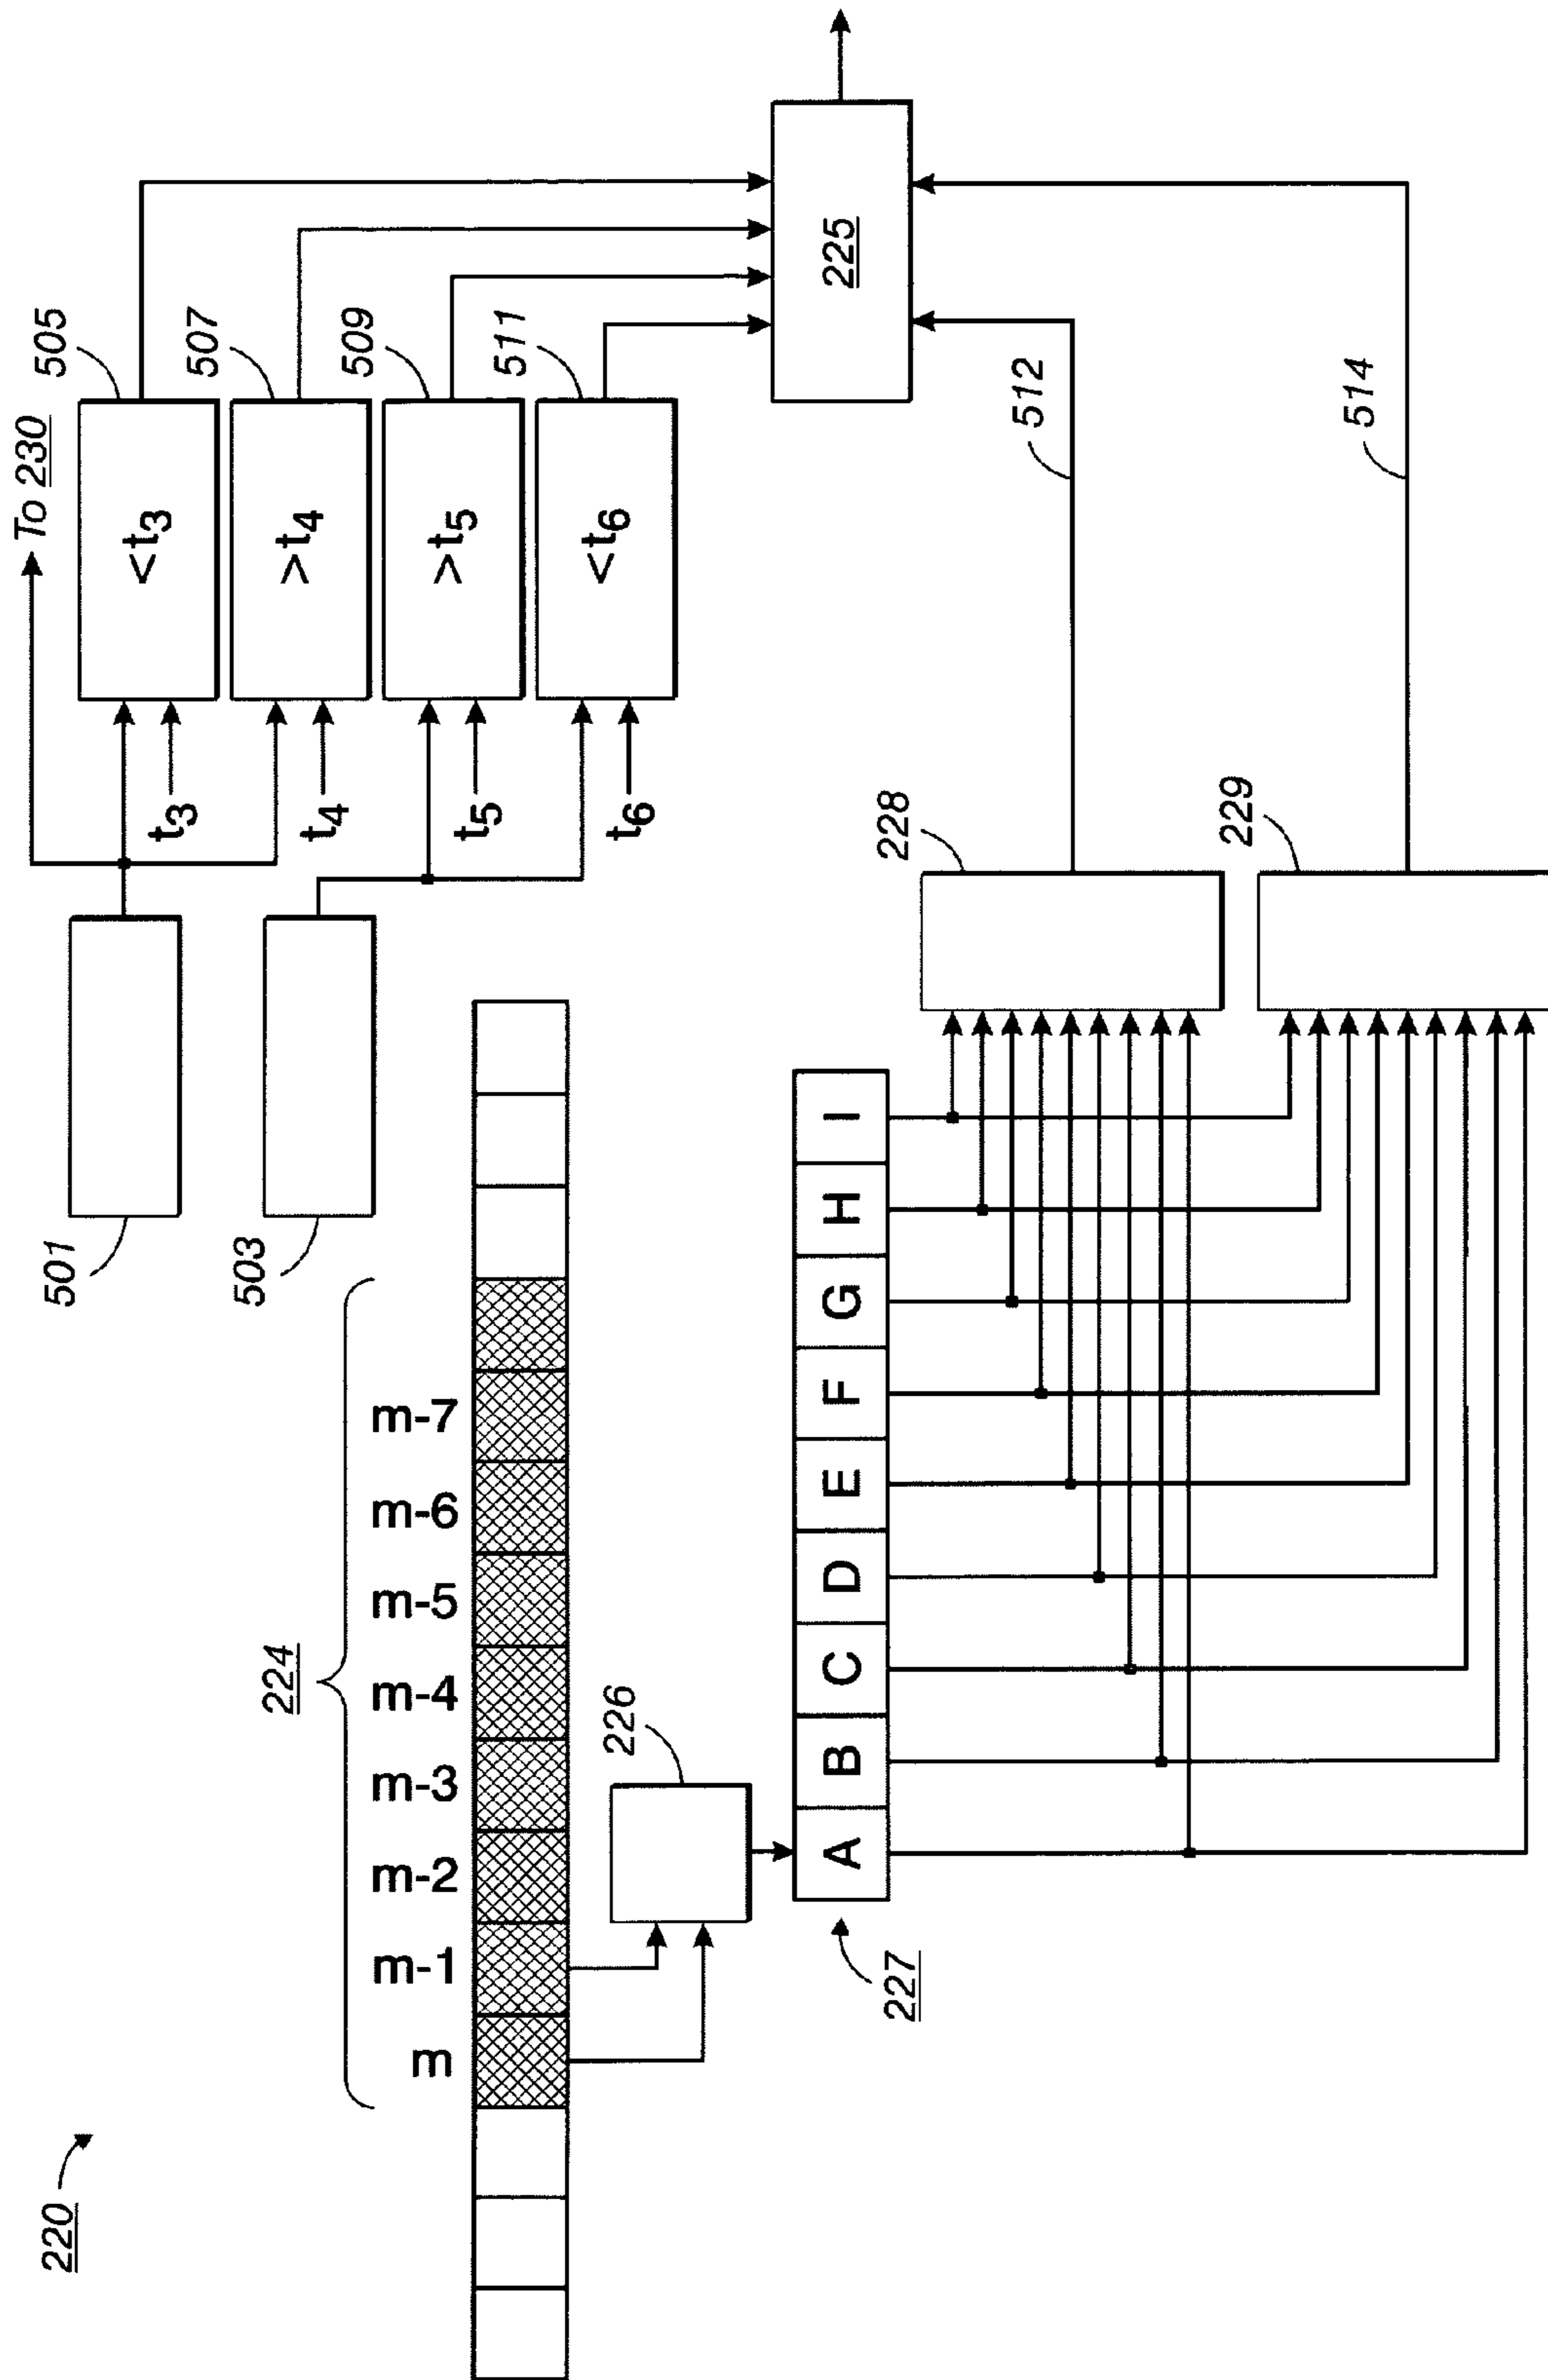 220
224
m
m-1
m-2
m-3
m-4
m-5
m-6
m-7
501
503
To 230
t3
t4
t5
t6
<t3
>t4
>t5
<t6
505
507
509
511
225
226
227
A B C D E F G H I
228
229
512
514